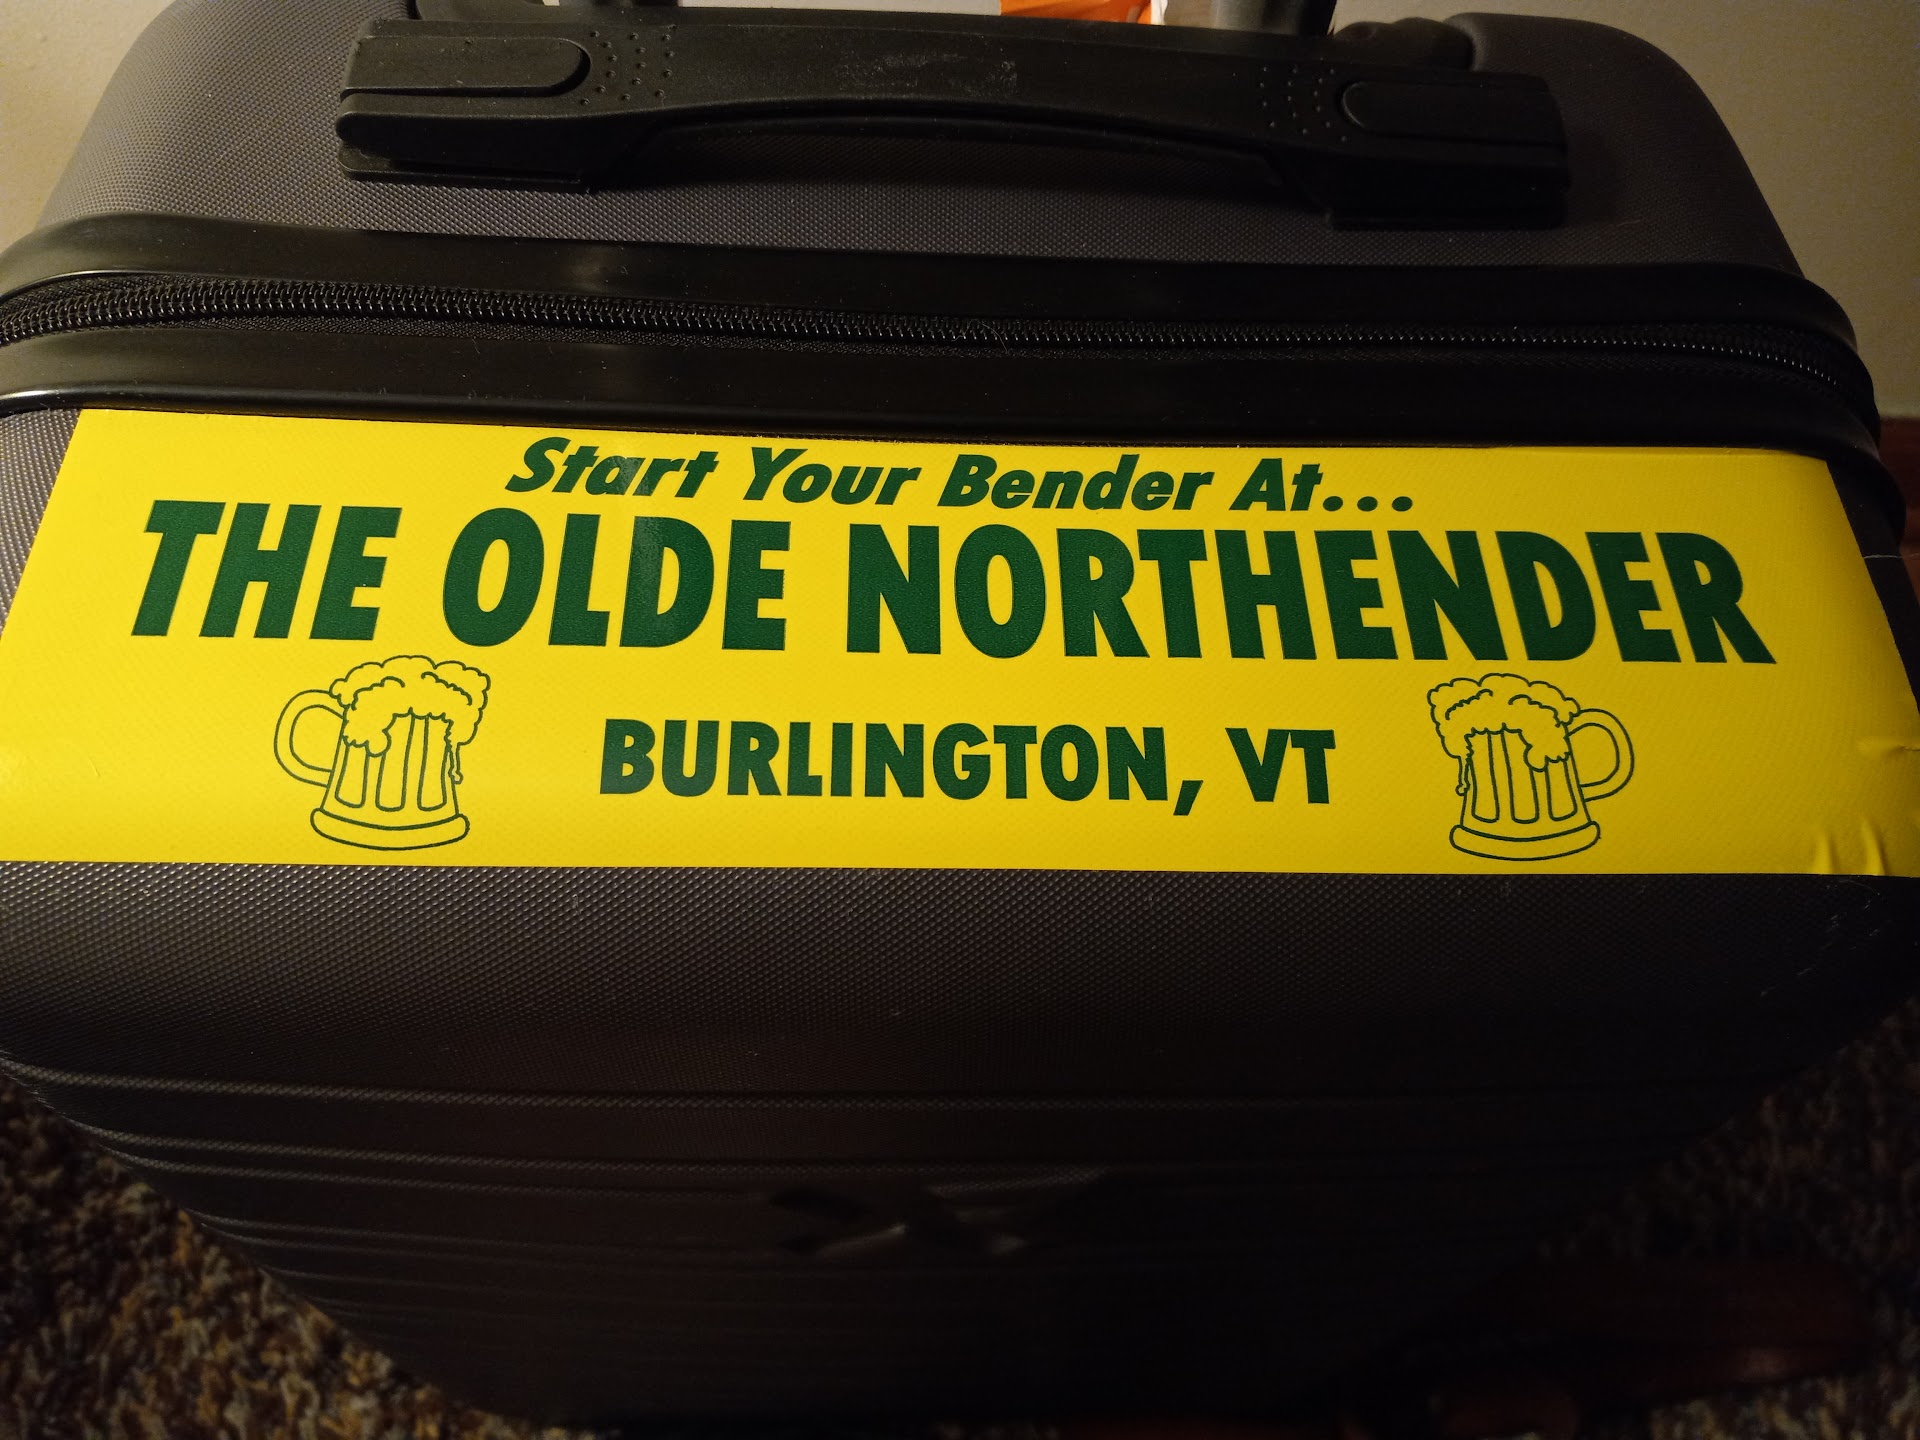 Start Your Bender At...
THE OLDE NORTHENDER
BURLINGTON, VT